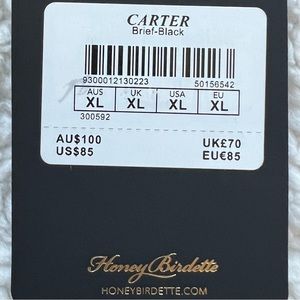 CARTER
Brief-Black
9300012130223 50156542
AUS UK USA EU
XL XL XL XL
300592
AU$100 UK£70
US$85 EU€85
Honey Birdette
HONEYBIRDETTE.COM